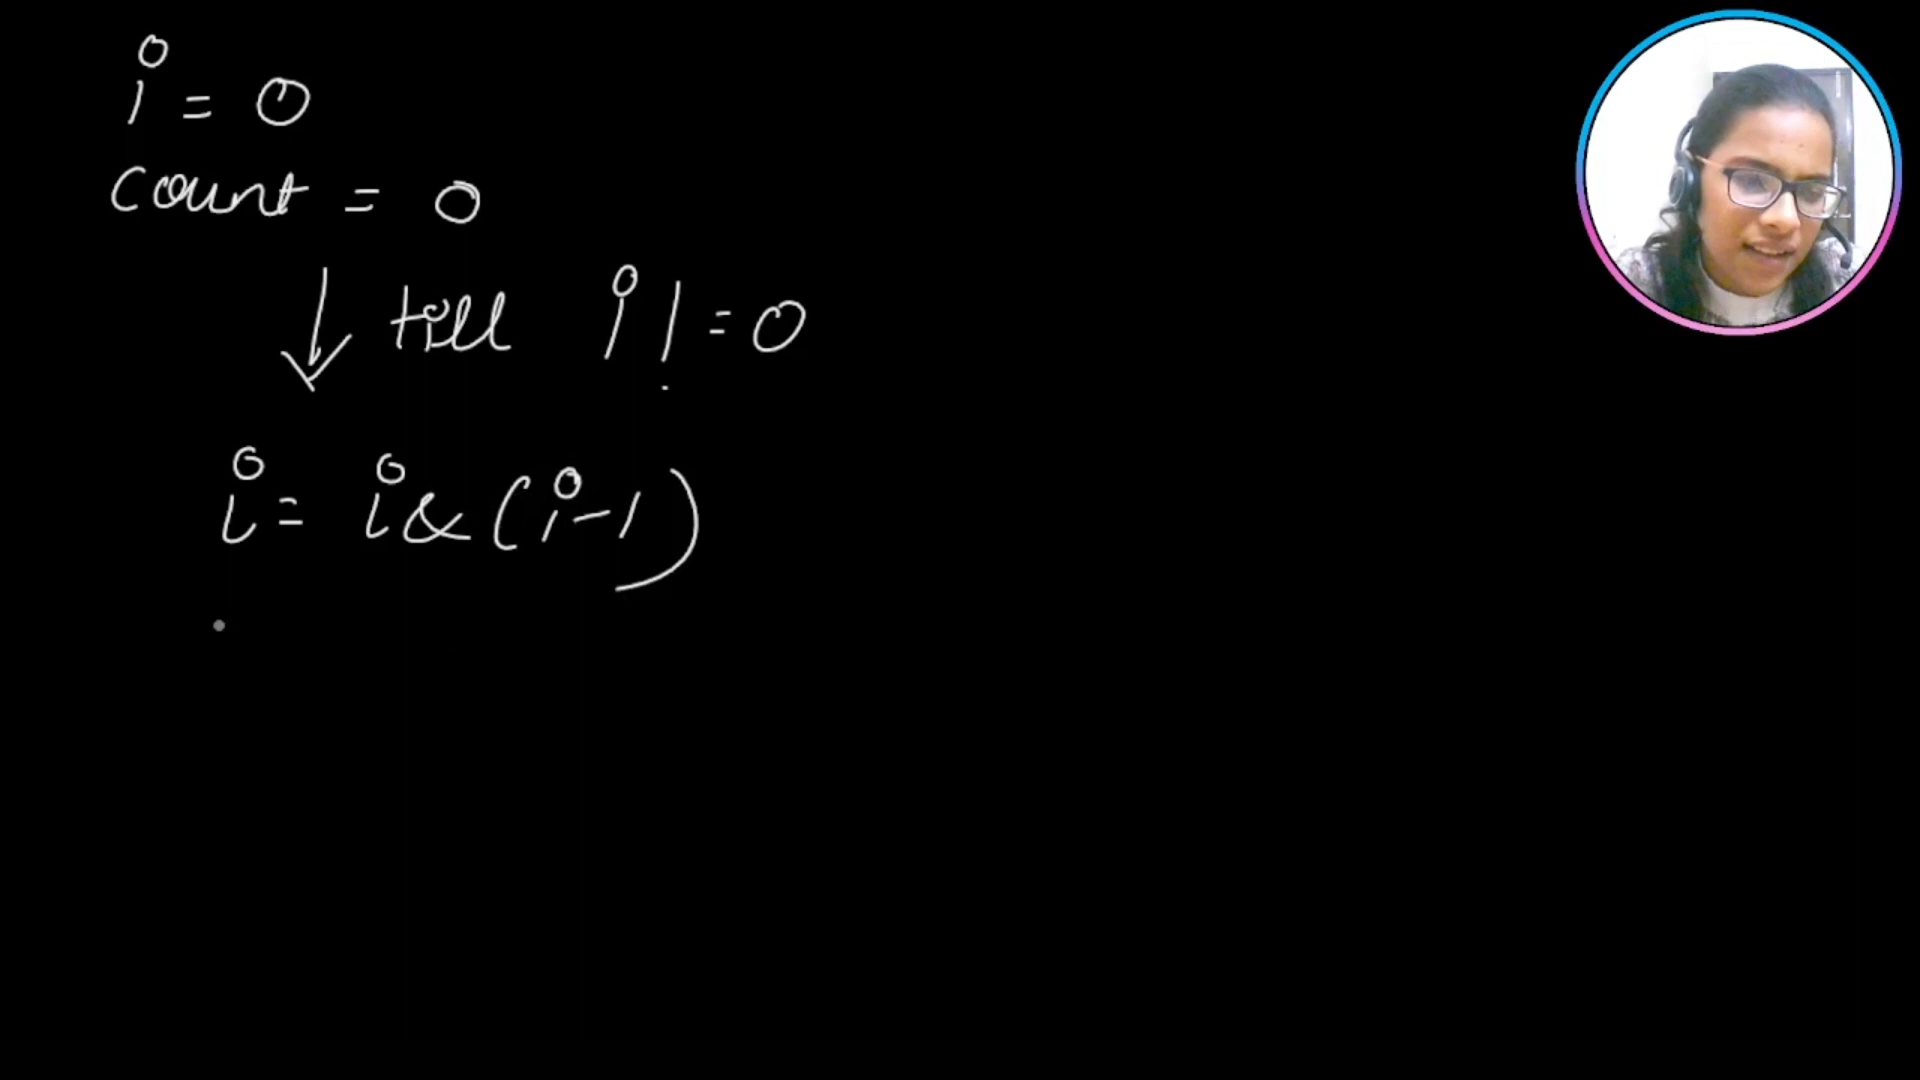 i = 0
count = 0
till i != 0
i = i & (i-1)